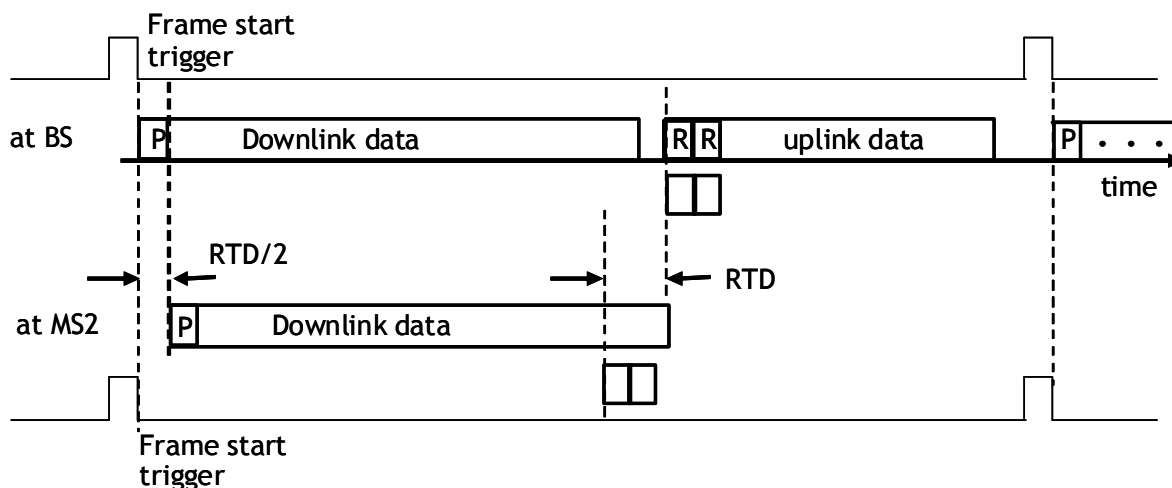 Frame start
trigger
at BS
P
Downlink data
R
R
uplink data
P
. . .
time
RTD/2
RTD
at MS2
P
Downlink data
Frame start
trigger